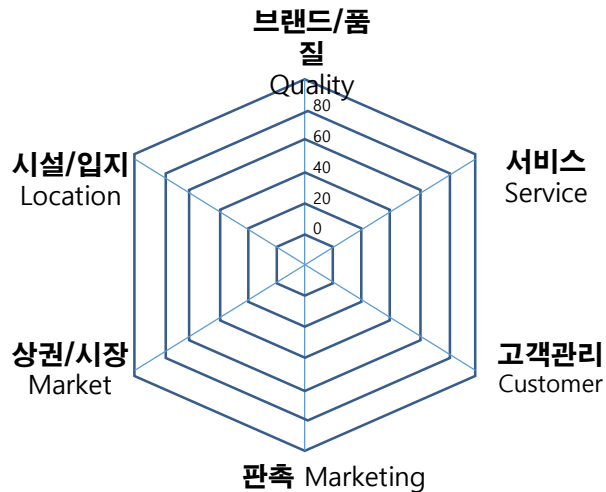 브랜드/품
질
Quality
80
60
40
20
0
시설/입지
Location
서비스
Service
상권/시장
Market
고객관리
Customer
판촉 Marketing